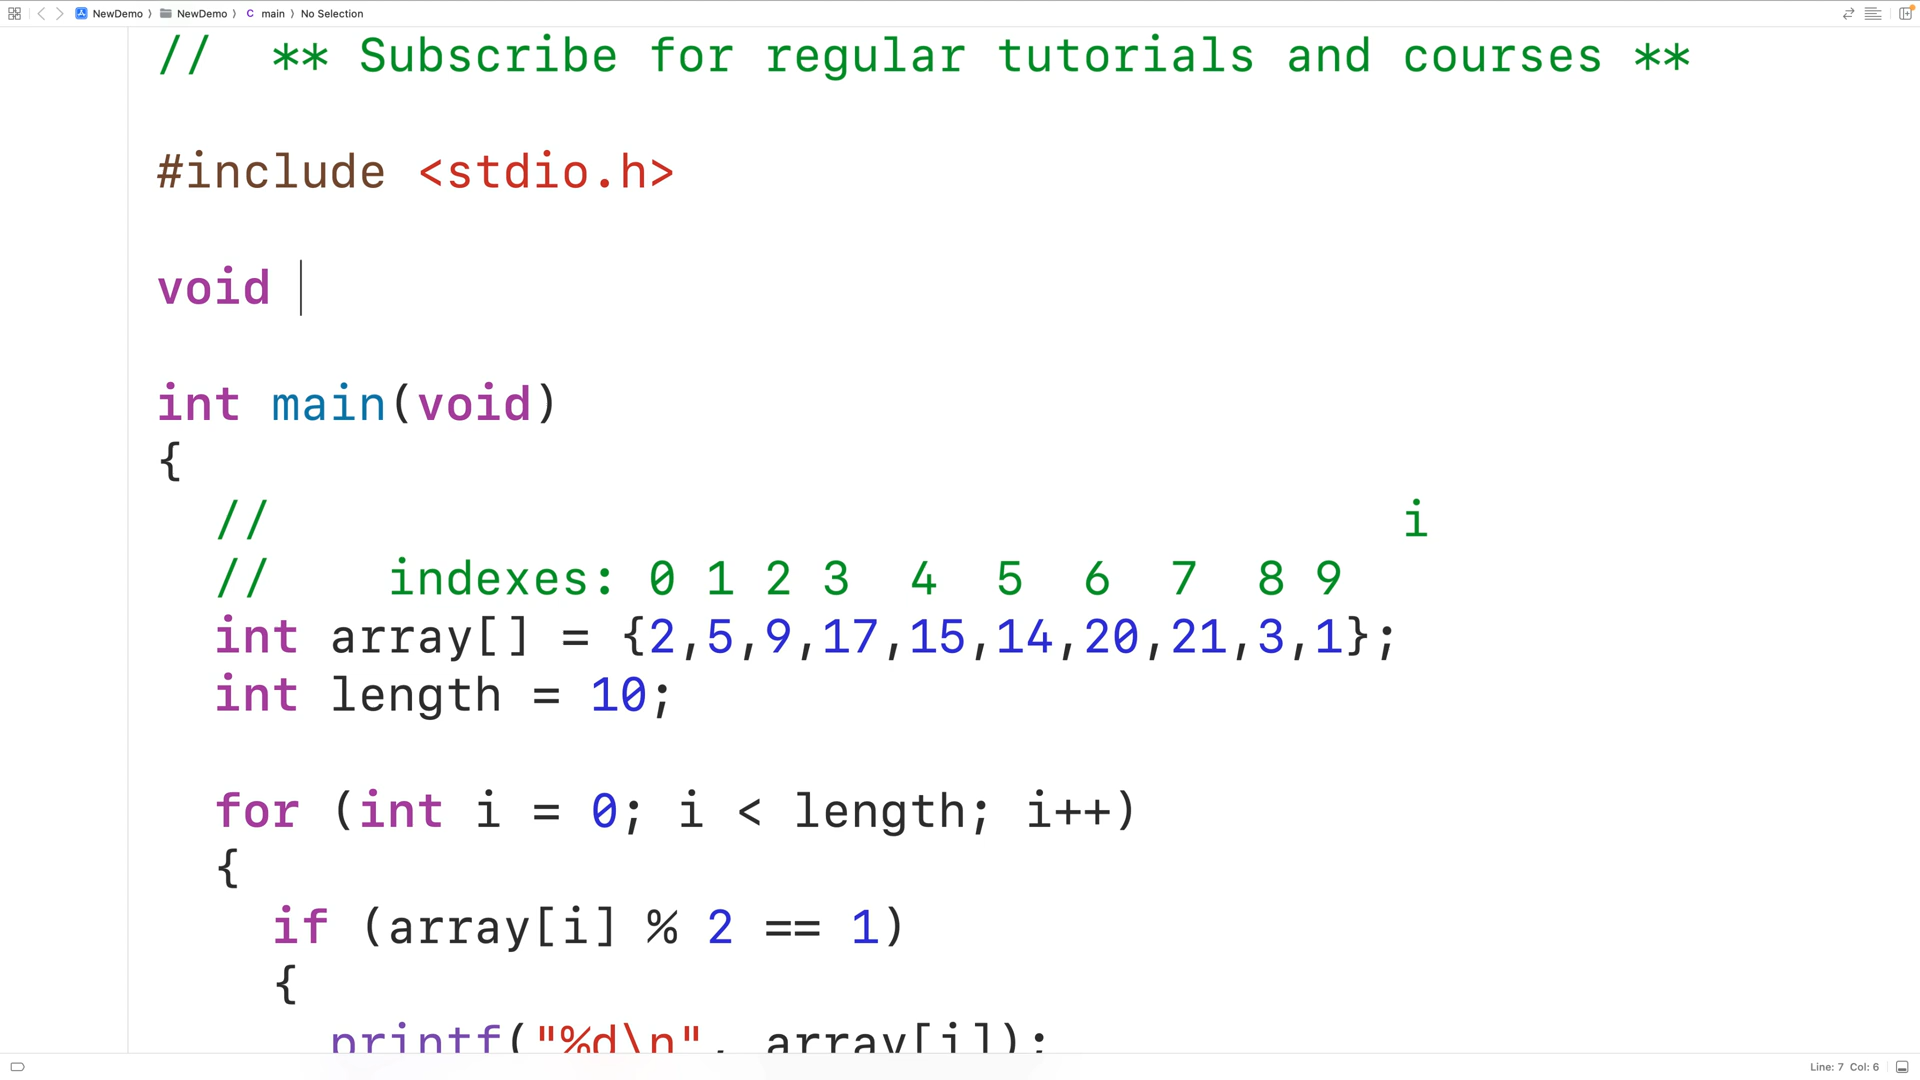 NewDemo ⟩ NewDemo ⟩ C main ⟩ No Selection
//  ** Subscribe for regular tutorials and courses **
#include <stdio.h>
void
int main(void)
{
//                                       i
//    indexes: 0 1 2 3  4  5  6  7  8 9
int array[] = {2,5,9,17,15,14,20,21,3,1};
int length = 10;
for (int i = 0; i < length; i++)
{
if (array[i] % 2 == 1)
{
printf("%d\n", array[i]);
Line: 7 Col: 6